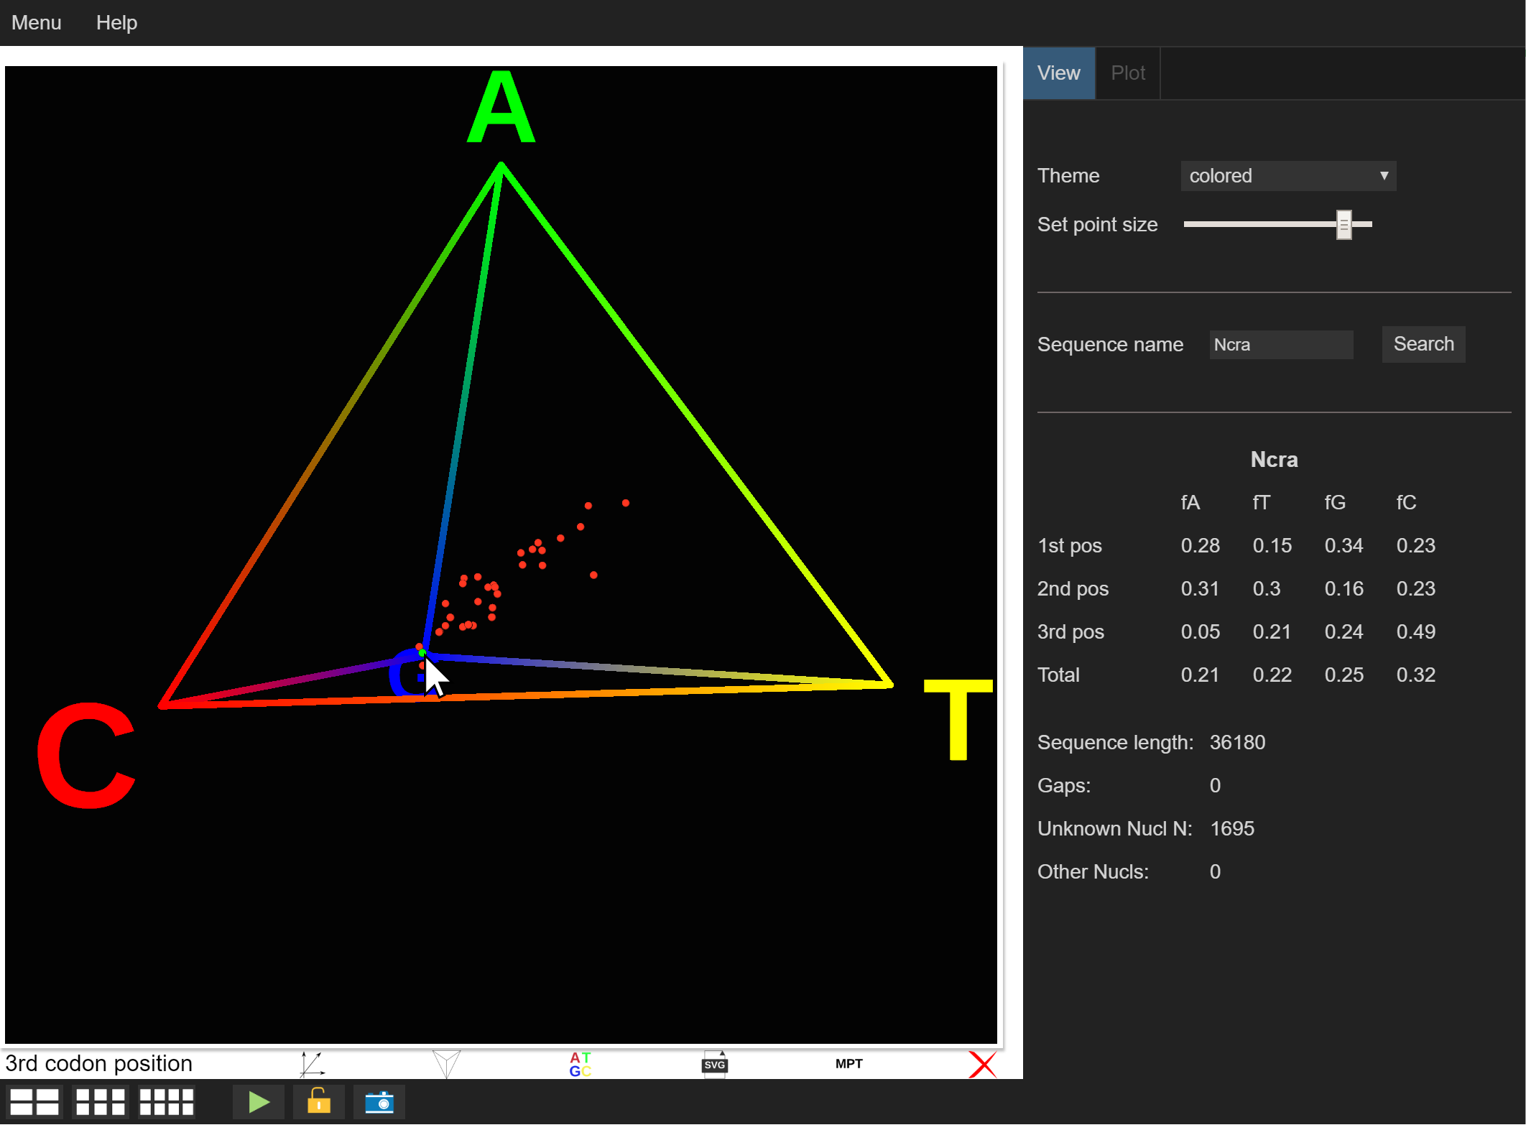 Menu Help
View Plot
A
C
G
T
Theme colored
Set point size
Sequence name Ncra Search
Ncra
fA fT fG fC
1st pos 0.28 0.15 0.34 0.23
2nd pos 0.31 0.3 0.16 0.23
3rd pos 0.05 0.21 0.24 0.49
Total 0.21 0.22 0.25 0.32
Sequence length: 36180
Gaps: 0
Unknown Nucl N: 1695
Other Nucls: 0
3rd codon position
AT
GC
SVG
MPT